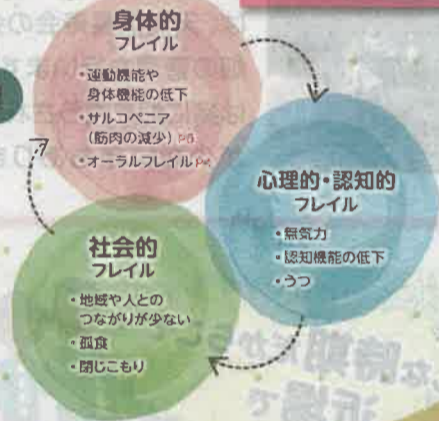 身体的
フレイル
・運動機能や
身体機能の低下
・サルコペニア
(筋肉の減少) P5
・オーラルフレイル
心理的・認知的
フレイル
・無気力
・認知機能の低下
・うつ
社会的
フレイル
・地域や人との
つながりが少ない
・孤食
・閉じこもり